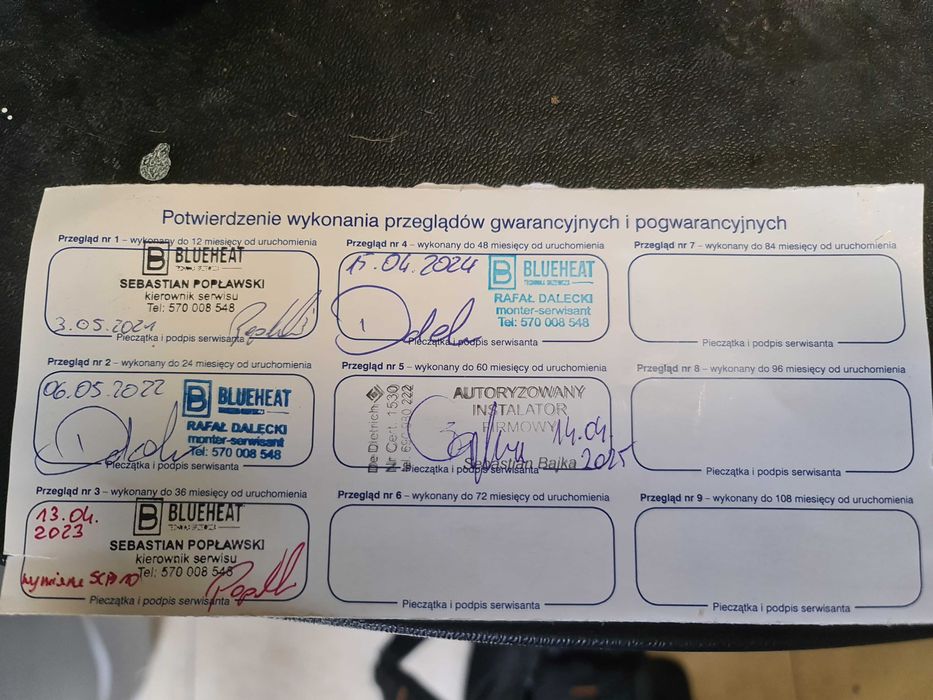 Potwierdzenie wykonania przeglądów gwarancyjnych i pogwarancyjnych
Przegląd nr 1 – wykonany do 12 miesięcy od uruchomienia
B BLUEHEAT
SEBASTIAN POPŁAWSKI
kierownik serwisu
Tel: 570 008 548
3.05.2021
Pieczątka i podpis serwisanta
Przegląd nr 2 – wykonany do 24 miesięcy od uruchomienia
06.05.2022
B BLUEHEAT
RAFAŁ DALECKI
monter-serwisant
Tel: 570 008 548
Pieczątka i podpis serwisanta
Przegląd nr 3 – wykonany do 36 miesięcy od uruchomienia
13.04.
2023
B BLUEHEAT
SEBASTIAN POPŁAWSKI
kierownik serwisu
Tel: 570 008 548
Pieczątka i podpis serwisanta
Przegląd nr 4 – wykonany do 48 miesięcy od uruchomienia
15.04.2024
B BLUEHEAT
RAFAŁ DALECKI
monter-serwisant
Tel: 570 008 548
Pieczątka i podpis serwisanta
Przegląd nr 5 – wykonany do 60 miesięcy od uruchomienia
De Dietrich
Nr Cert. 1530
AUTORYZOWANY
INSTALATOR
FIRMOWY
Sebastian Bajka
14.04.
2025
Pieczątka i podpis serwisanta
Przegląd nr 6 – wykonany do 72 miesięcy od uruchomienia
Pieczątka i podpis serwisanta
Przegląd nr 7 – wykonany do 84 miesięcy od uruchomienia
Pieczątka i podpis serwisanta
Przegląd nr 8 – wykonany do 96 miesięcy od uruchomienia
Pieczątka i podpis serwisanta
Przegląd nr 9 – wykonany do 108 miesięcy od uruchomienia
Pieczątka i podpis serwisanta